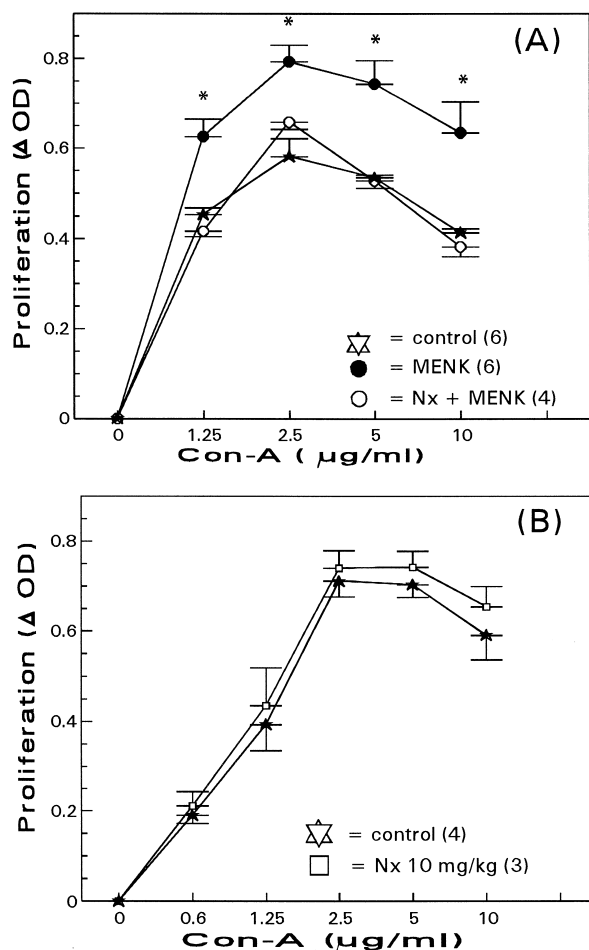 (A)
* * * *
Proliferation (Δ OD)
0.8
0.6
0.4
0.2
0
= control (6)
= MENK (6)
= Nx + MENK (4)
0 1.25 2.5 5 10
Con-A ( µg/ml)
(B)
Proliferation (Δ OD)
0.8
0.6
0.4
0.2
0
= control (4)
= Nx 10 mg/kg (3)
0 0.6 1.25 2.5 5 10
Con-A (µg/ml)